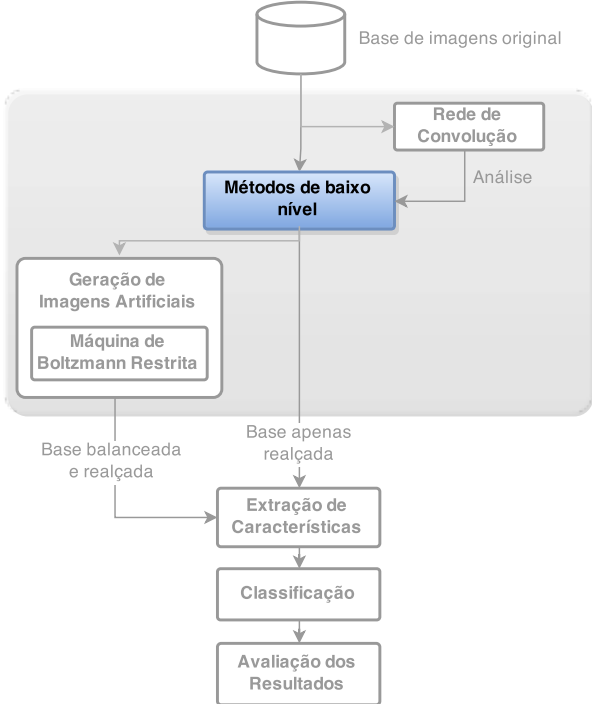 Base de imagens original
Rede de
Convolução
Análise
Métodos de baixo
nível
Geração de
Imagens Artificiais
Máquina de
Boltzmann Restrita
Base balanceada
e realçada
Base apenas
realçada
Extração de
Característícas
Classificação
Avaliação dos
Resultados